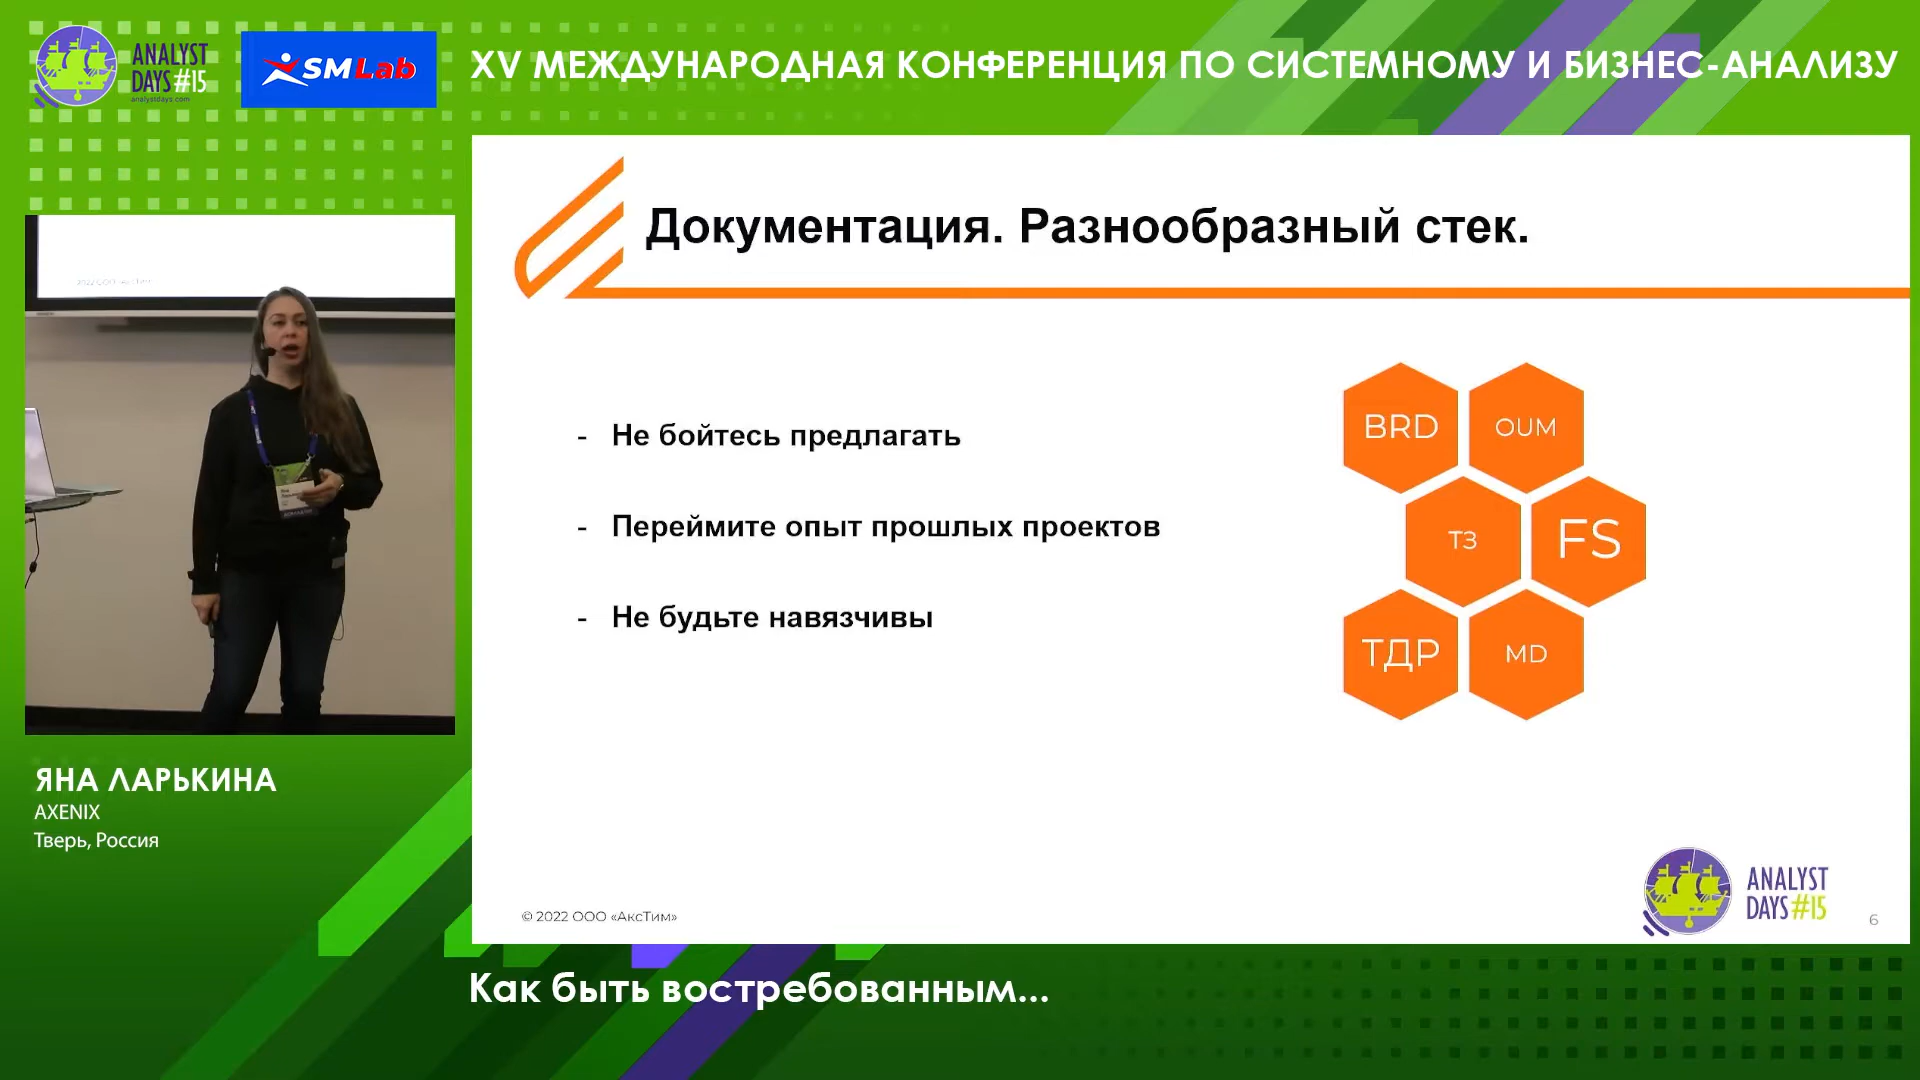 ANALYST
DAYS #15
analystdays.com
SMLab
XV МЕЖДУНАРОДНАЯ КОНФЕРЕНЦИЯ ПО СИСТЕМНОМУ И БИЗНЕС-АНАЛИЗУ
Документация. Разнообразный стек.
- Не бойтесь предлагать
- Переймите опыт прошлых проектов
- Не будьте навязчивы
BRD
OUM
ТЗ
FS
ТДР
MD
ЯНА ЛАРЬКИНА
AXENIX
Тверь, Россия
© 2022 ООО «АксТим»
ANALYST
DAYS #15
6
Как быть востребованным...